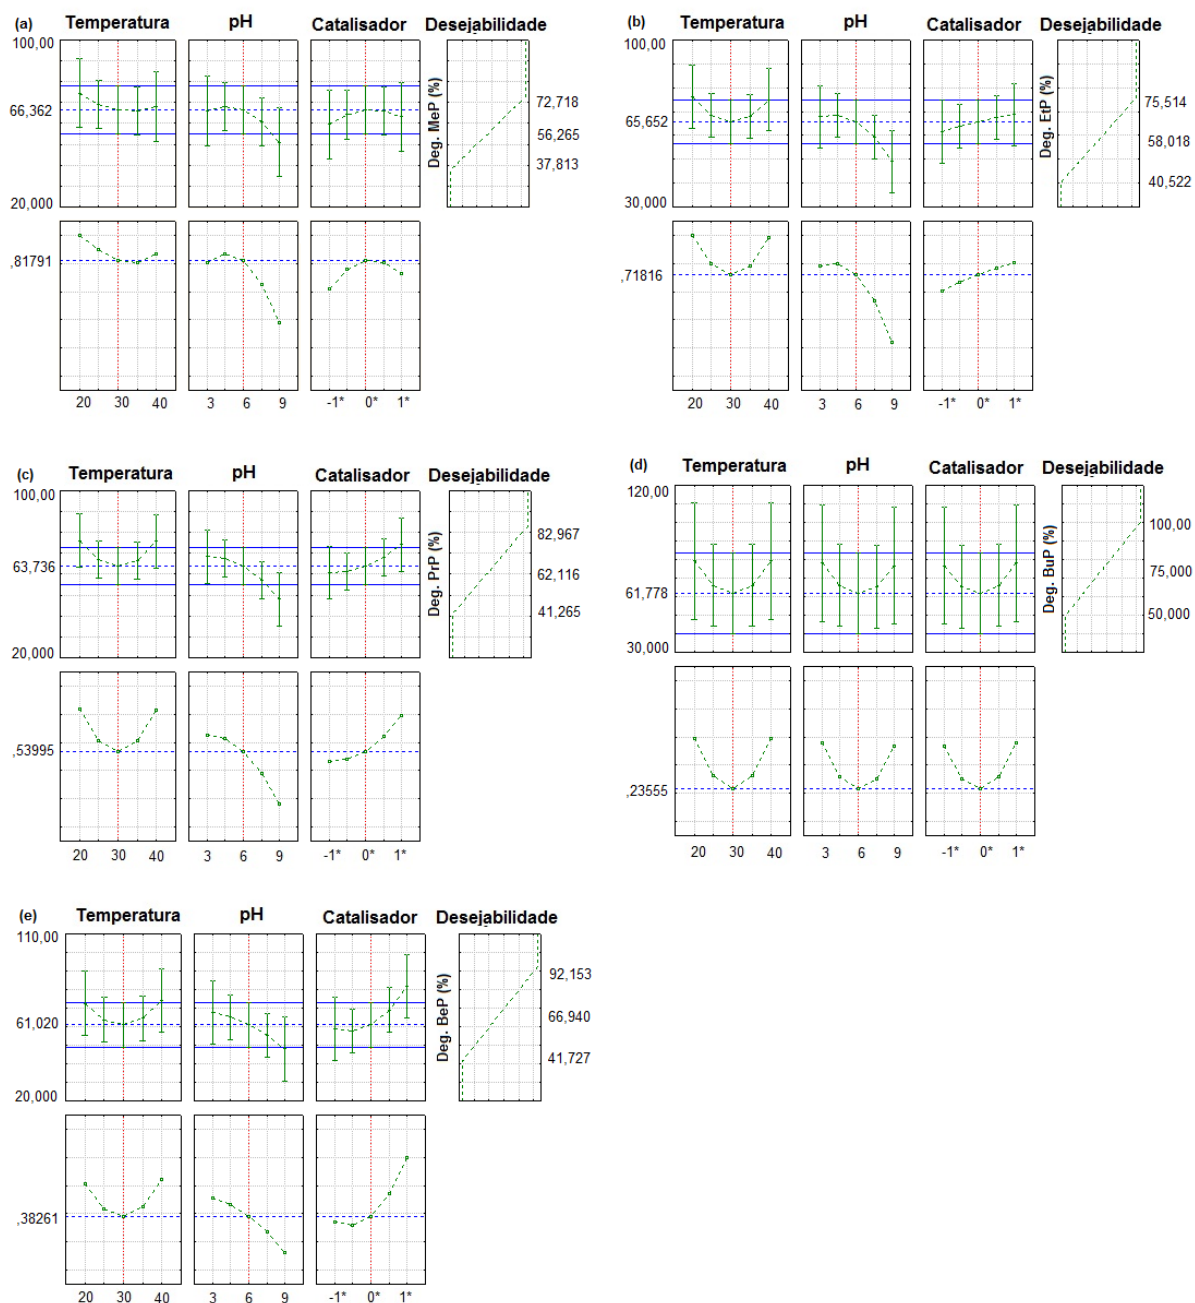 (a) Temperatura pH Catalisador Desejabilidade
100,00
66,362
20,000
Deg. MeP (%)
72,718
56,265
37,813
,81791
20 30 40 3 6 9 -1* 0* 1*
(b) Temperatura pH Catalisador Desejabilidade
100,00
65,652
30,000
Deg. EtP (%)
75,514
58,018
40,522
,71816
20 30 40 3 6 9 -1* 0* 1*
(c) Temperatura pH Catalisador Desejabilidade
100,00
63,736
20,000
Deg. PrP (%)
82,967
62,116
41,265
,53995
20 30 40 3 6 9 -1* 0* 1*
(d) Temperatura pH Catalisador Desejabilidade
120,00
61,778
30,000
Deg. BuP (%)
100,00
75,000
50,000
,23555
20 30 40 3 6 9 -1* 0* 1*
(e) Temperatura pH Catalisador Desejabilidade
110,00
61,020
20,000
Deg. BeP (%)
92,153
66,940
41,727
,38261
20 30 40 3 6 9 -1* 0* 1*